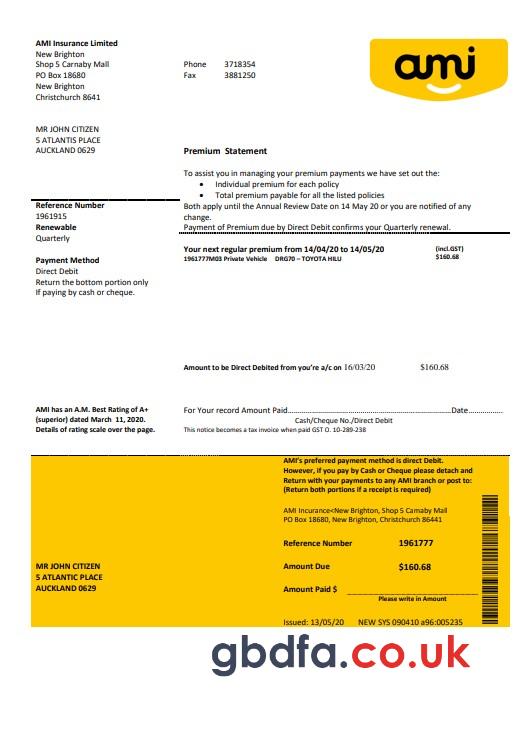 AMI Insurance Limited
New Brighton
Shop 5 Carnaby Mall
PO Box 18680
New Brighton
Christchurch 8641
Phone 3718354
Fax 3881250
ami
MR JOHN CITIZEN
5 ATLANTIS PLACE
AUCKLAND 0629
Premium Statement
To assist you in managing your premium payments we have set out the:
• Individual premium for each policy
• Total premium payable for all the listed policies
Both apply until the Annual Review Date on 14 May 20 or you are notified of any
change.
Payment of Premium due by Direct Debit confirms your Quarterly renewal.
Reference Number
1961915
Renewable
Quarterly
Payment Method
Direct Debit
Return the bottom portion only
If paying by cash or cheque.
Your next regular premium from 14/04/20 to 14/05/20 (incl.GST)
1961777M03 Private Vehicle DRG70 – TOYOTA HILU $160.68
Amount to be Direct Debited from you're a/c on 16/03/20 $160.68
AMI has an A.M. Best Rating of A+
(superior) dated March 11, 2020.
Details of rating scale over the page.
For Your record Amount Paid......Date......
Cash/Cheque No./Direct Debit
This notice becomes a tax invoice when paid GST O. 10-289-238
AMI's preferred payment method is direct Debit.
However, if you pay by Cash or Cheque please detach and
Return with your payments to any AMI branch or post to:
(Return both portions if a receipt is required)
AMI Insurance<New Brighton, Shop 5 Carnaby Mall
PO Box 18680, New Brighton, Christchurch 86441
Reference Number 1961777
MR JOHN CITIZEN
5 ATLANTIC PLACE
AUCKLAND 0629
Amount Due $160.68
Amount Paid $
Please write in Amount
Issued: 13/05/20 NEW SYS 090410 a96:005235
gbdfa.co.uk